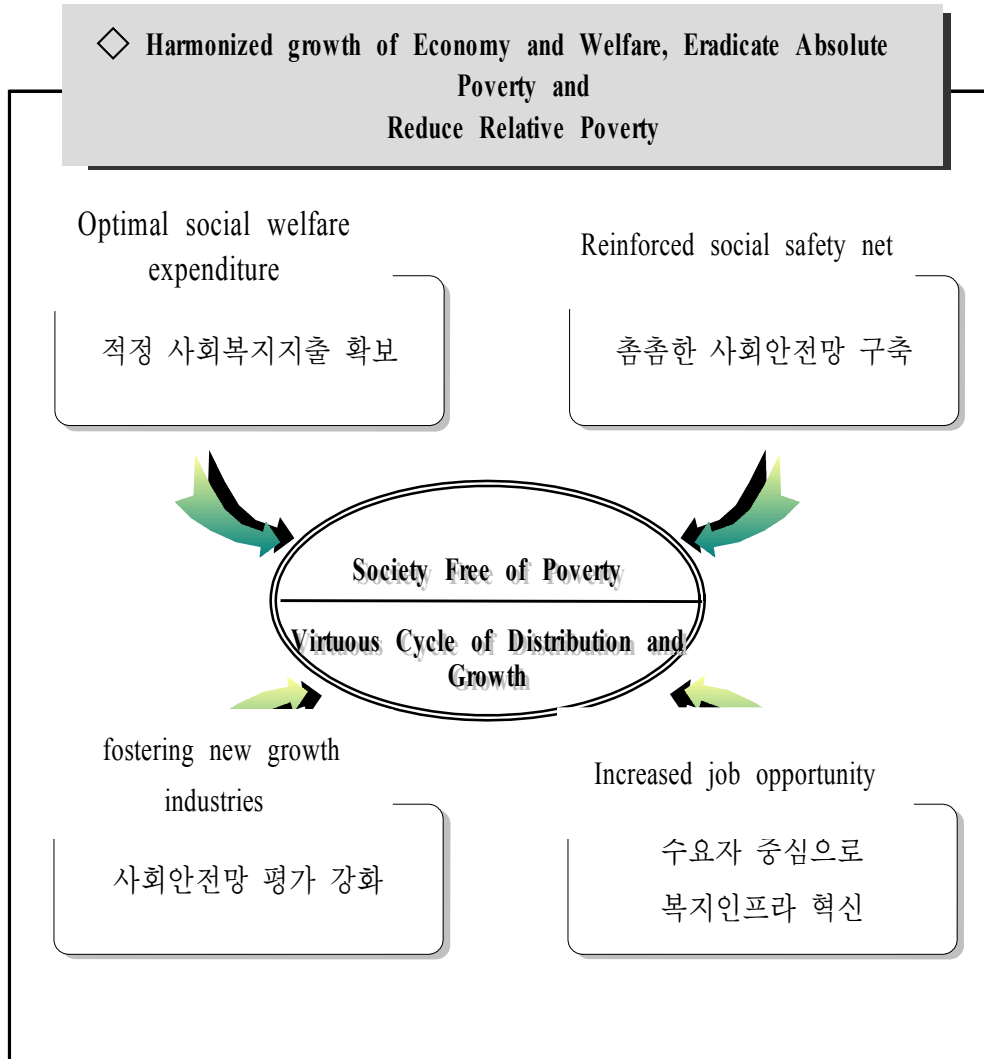 ◇ Harmonized growth of Economy and Welfare, Eradicate Absolute
Poverty and
Reduce Relative Poverty
Optimal social welfare
expenditure
적정 사회복지지출 확보
Reinforced social safety net
촘촘한 사회안전망 구축
Society Free of Poverty
Virtuous Cycle of Distribution and
Growth
fostering new growth
industries
사회안전망 평가 강화
Increased job opportunity
수요자 중심으로
복지인프라 혁신